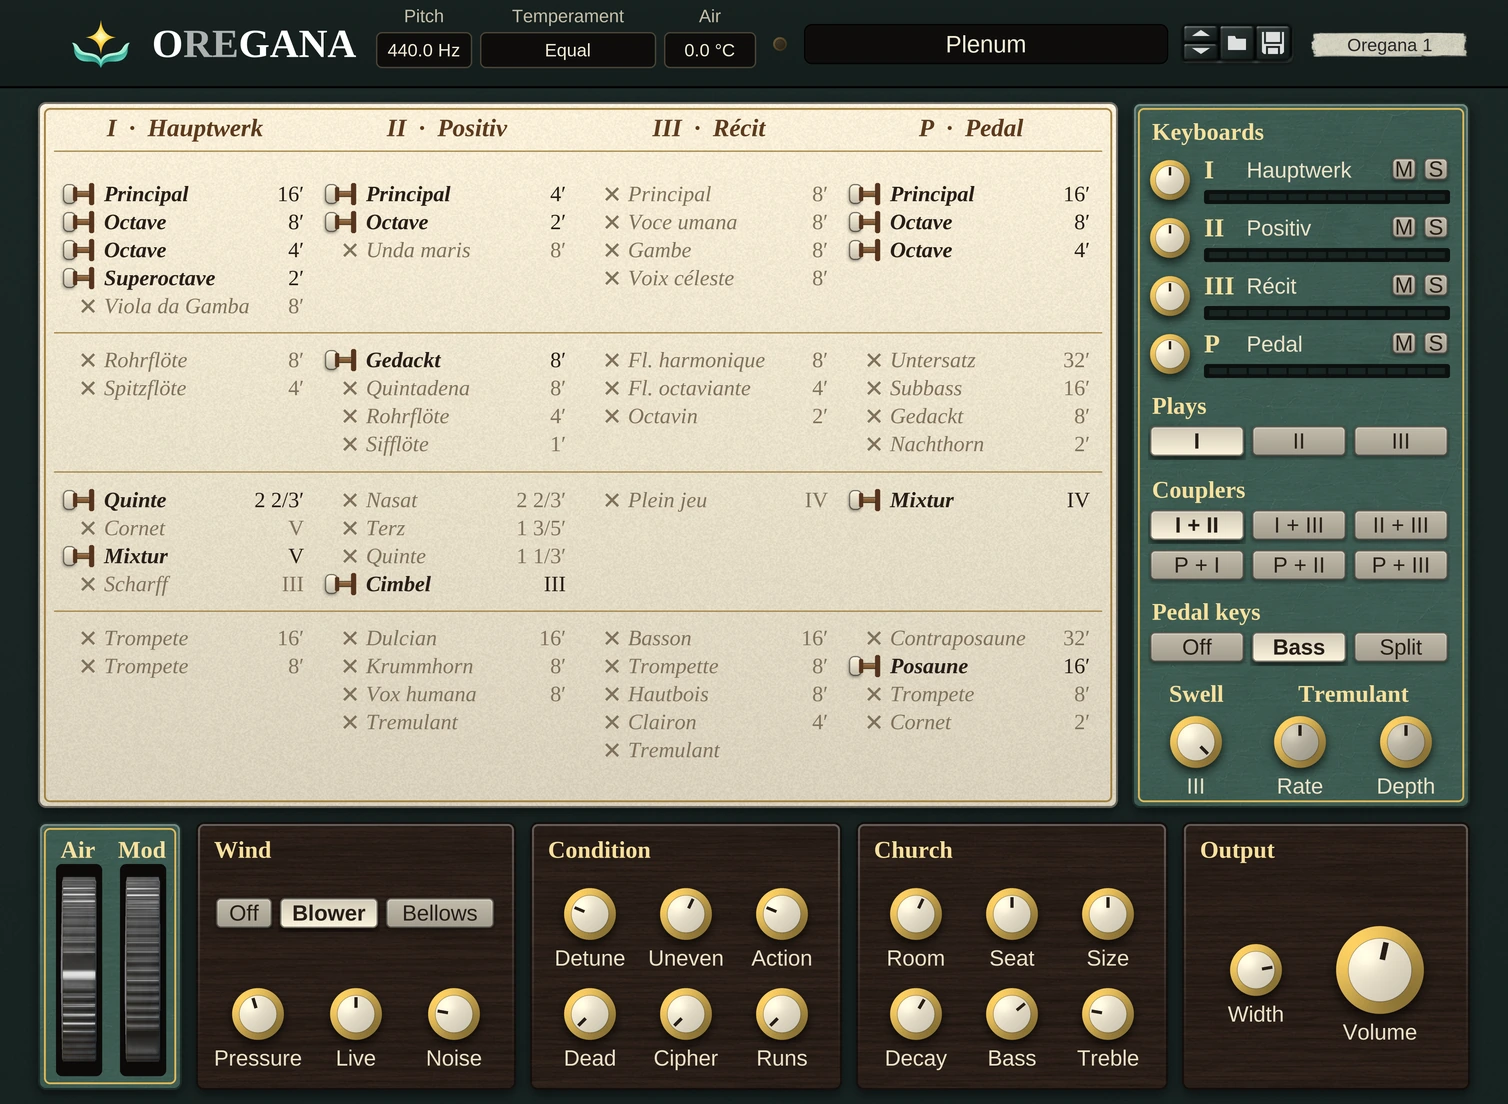 Pitch
Temperament
Air
OREGANA
440.0 Hz
Equal
0.0 °C
Plenum
Oregana 1
I · Hauptwerk
II · Positiv
III · Récit
P · Pedal
Principal 16′
Octave 8′
Octave 4′
Superoctave 2′
Viola da Gamba 8′
Principal 4′
Octave 2′
Unda maris 8′
Principal 8′
Voce umana 8′
Gambe 8′
Voix céleste 8′
Principal 16′
Octave 8′
Octave 4′
Rohrflöte 8′
Spitzflöte 4′
Gedackt 8′
Quintadena 8′
Rohrflöte 4′
Sifflöte 1′
Fl. harmonique 8′
Fl. octaviante 4′
Octavin 2′
Untersatz 32′
Subbass 16′
Gedackt 8′
Nachthorn 2′
Quinte 2 2/3′
Cornet V
Mixtur V
Scharff III
Nasat 2 2/3′
Terz 1 3/5′
Quinte 1 1/3′
Cimbel III
Plein jeu IV
Mixtur IV
Trompete 16′
Trompete 8′
Dulcian 16′
Krummhorn 8′
Vox humana 8′
Tremulant
Basson 16′
Trompette 8′
Hautbois 8′
Clairon 4′
Tremulant
Contraposaune 32′
Posaune 16′
Trompete 8′
Cornet 2′
Keyboards
I Hauptwerk M S
II Positiv M S
III Récit M S
P Pedal M S
Plays
I II III
Couplers
I + II I + III II + III
P + I P + II P + III
Pedal keys
Off Bass Split
Swell Tremulant
III Rate Depth
Air Mod
Wind
Off Blower Bellows
Pressure Live Noise
Condition
Detune Uneven Action
Dead Cipher Runs
Church
Room Seat Size
Decay Bass Treble
Output
Width
Volume